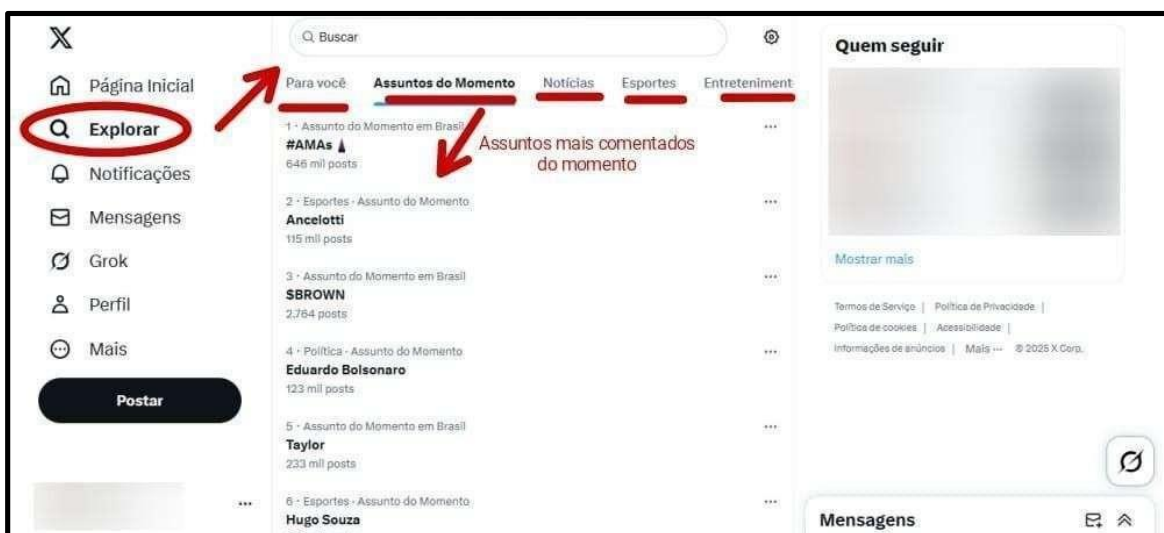 X
Página Inicial
Explorar
Notificações
Mensagens
Grok
Perfil
Mais
Postar
Buscar
Para você
Assuntos do Momento
Notícias
Esportes
Entreteniment
1 · Assunto do Momento em Brasil
#AMAs
646 mil posts
Assuntos mais comentados
do momento
2 · Esportes · Assunto do Momento
Ancelotti
115 mil posts
3 · Assunto do Momento em Brasil
$BROWN
2.764 posts
4 · Política · Assunto do Momento
Eduardo Bolsonaro
123 mil posts
5 · Assunto do Momento em Brasil
Taylor
233 mil posts
6 · Esportes · Assunto do Momento
Hugo Souza
Quem seguir
Mostrar mais
Termos de Serviço | Política de Privacidade |
Política de cookies | Acessibilidade |
Informações de anúncios | Mais ··· © 2025 X Corp.
Mensagens